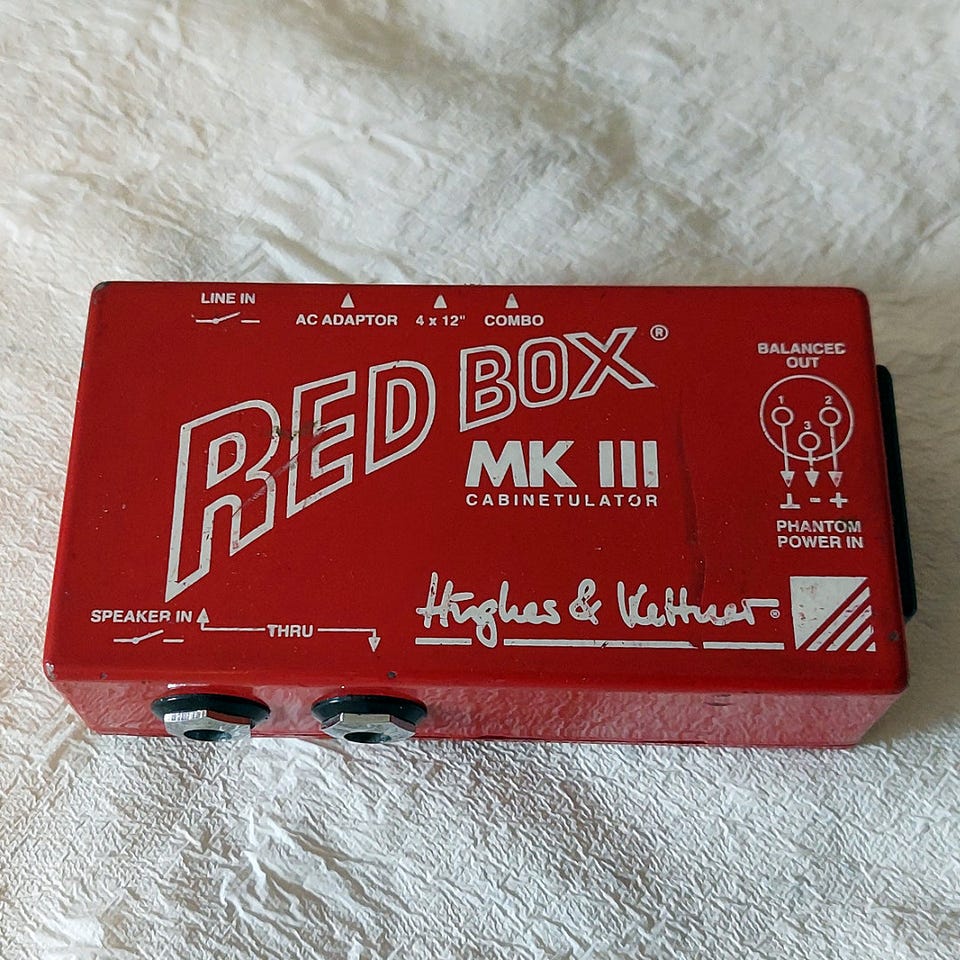 LINE IN
AC ADAPTOR 4 x 12" COMBO
RED BOX ®
MK III
CABINETULATOR
BALANCED
OUT
1 2
3
⊥ - +
PHANTOM
POWER IN
SPEAKER IN
THRU
Hughes & Kettner ®